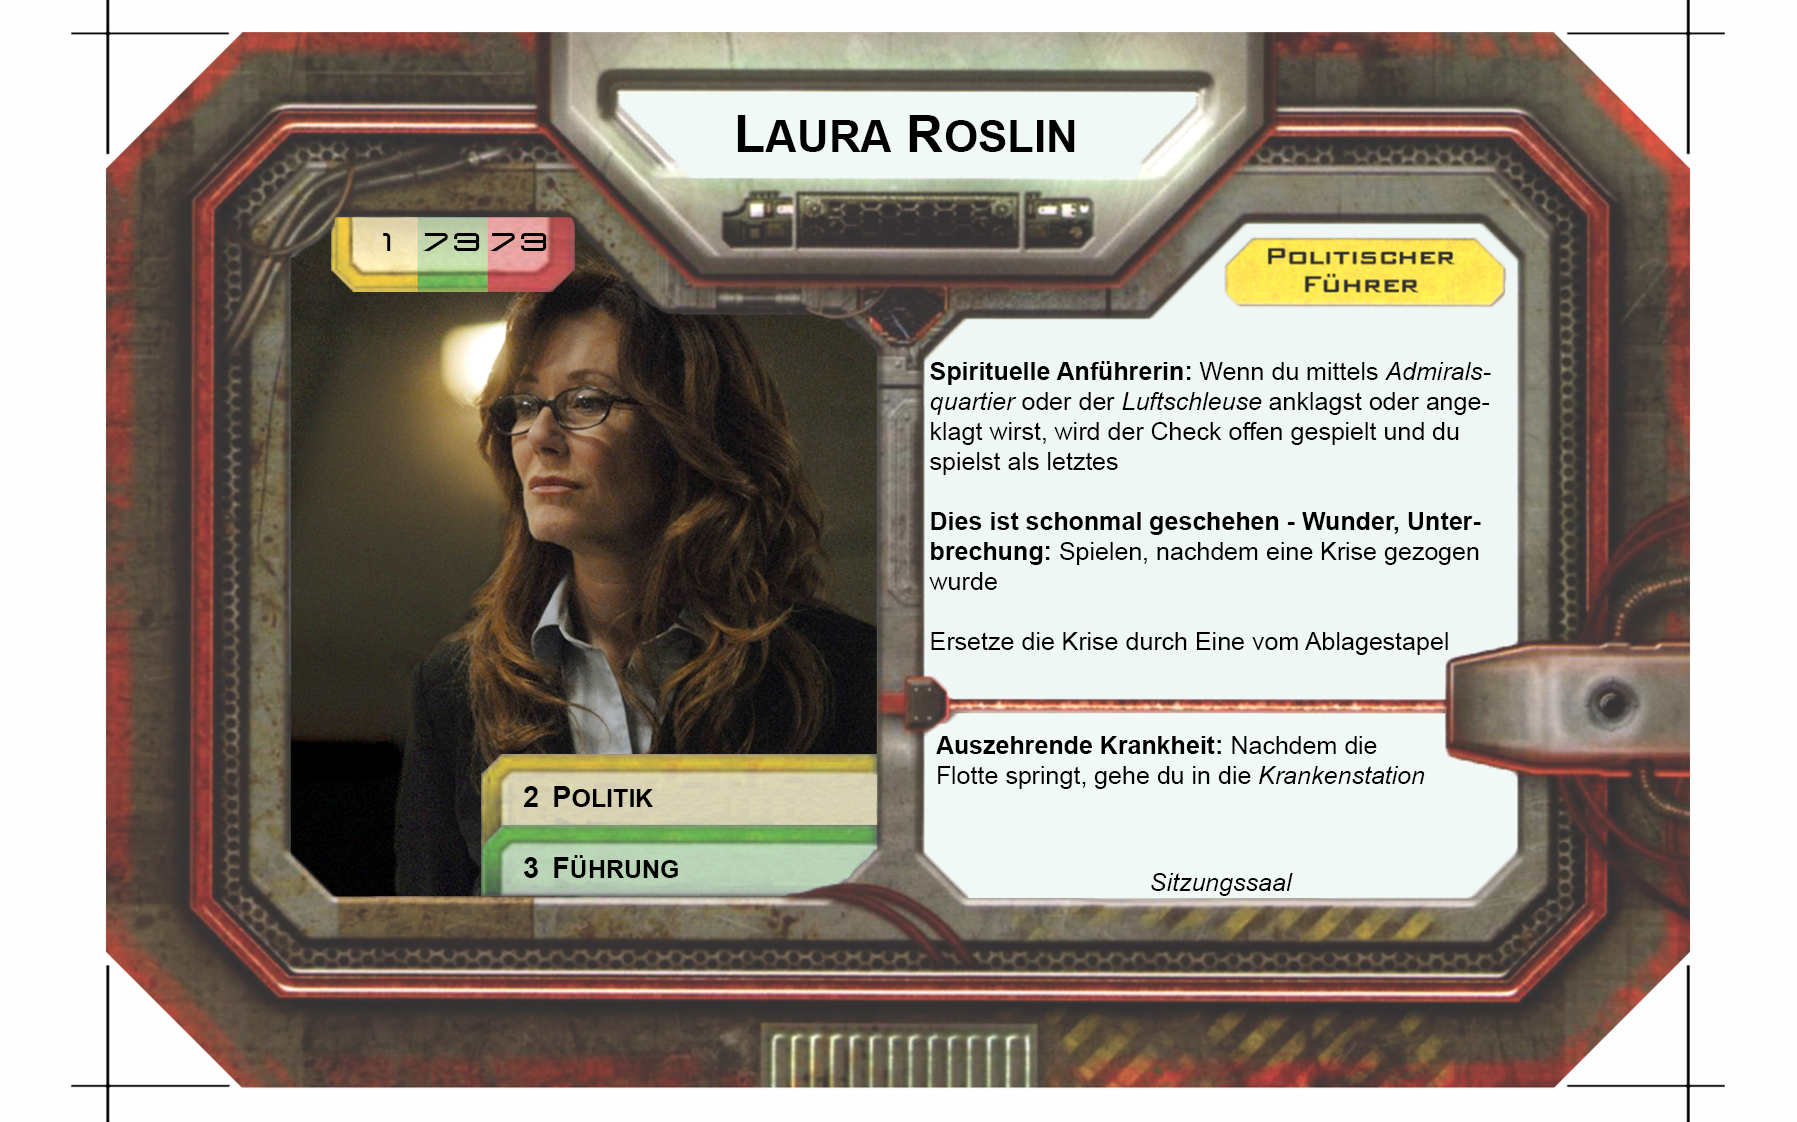 LAURA ROSLIN
1 73 73
POLITISCHER
FÜHRER
Spirituelle Anführerin: Wenn du mittels Admirals-
quartier oder der Luftschleuse anklagst oder ange-
klagt wirst, wird der Check offen gespielt und du
spielst als letztes
Dies ist schonmal geschehen - Wunder, Unter-
brechung: Spielen, nachdem eine Krise gezogen
wurde
Ersetze die Krise durch Eine vom Ablagestapel
Auszehrende Krankheit: Nachdem die
Flotte springt, gehe du in die Krankenstation
Sitzungssaal
2 POLITIK
3 FÜHRUNG